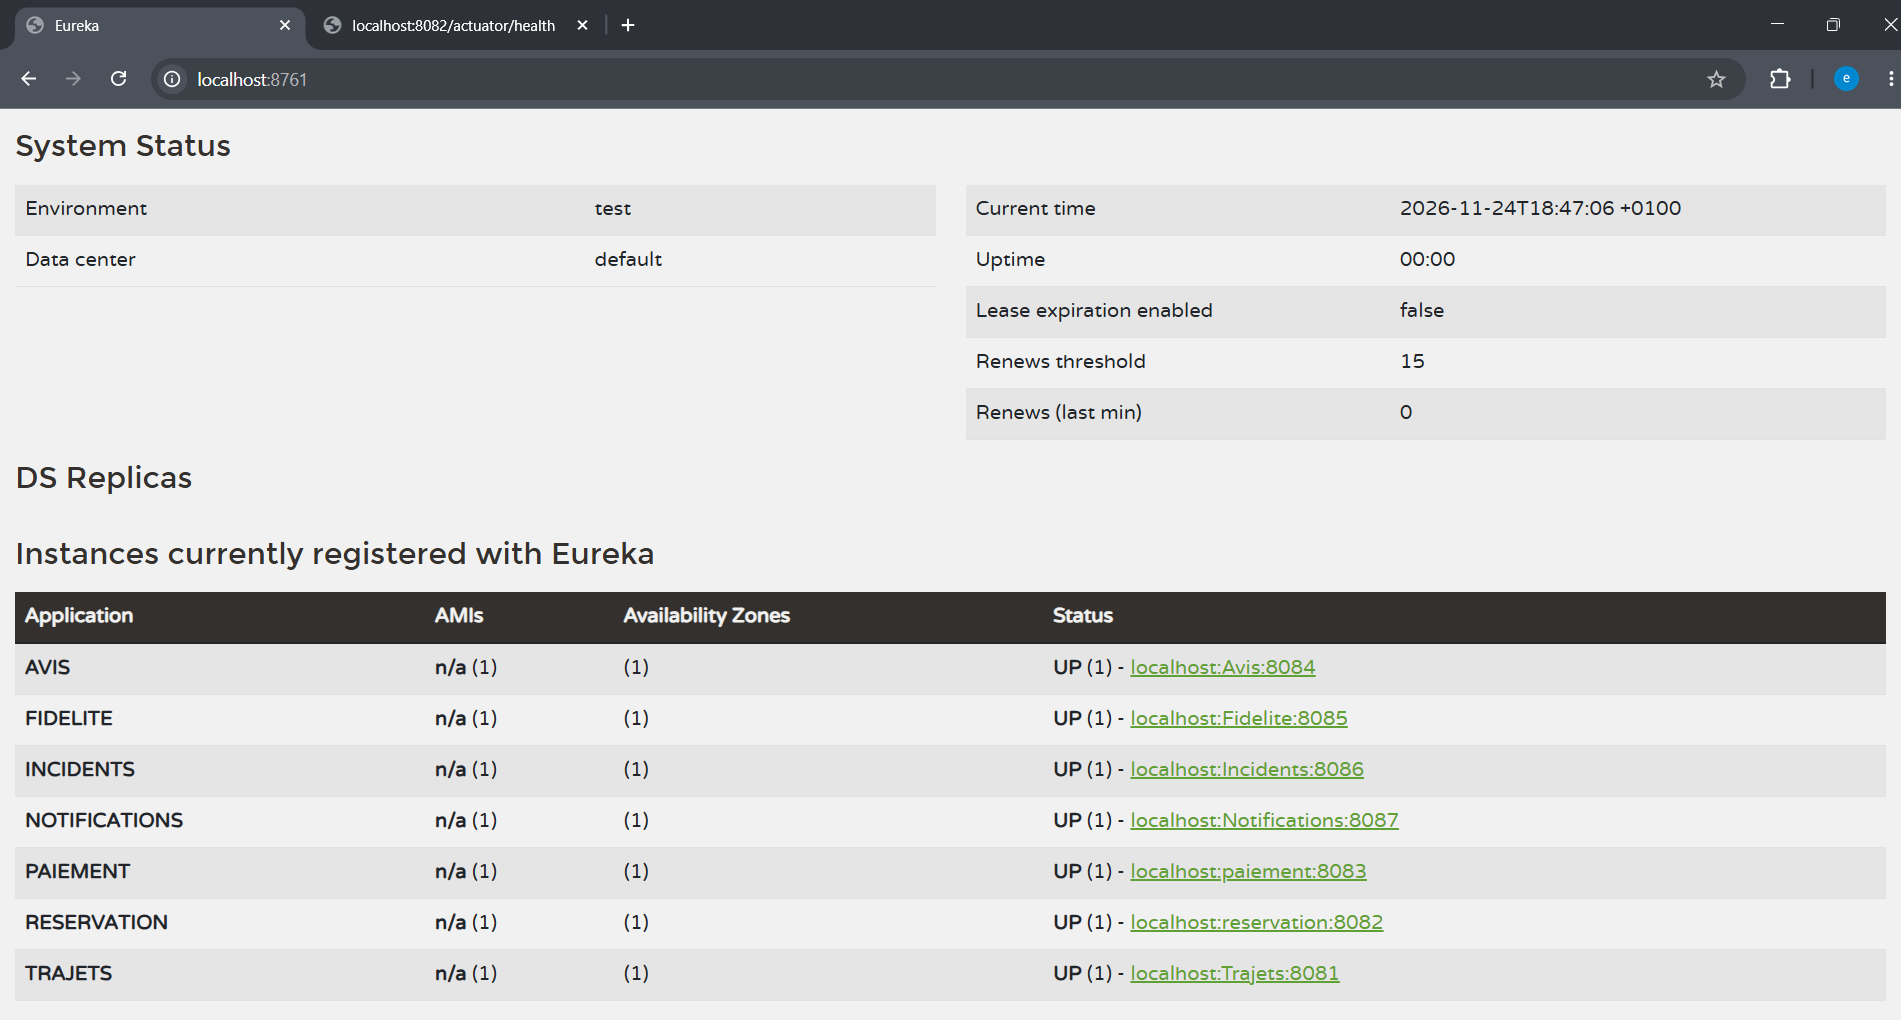 Eureka
localhost:8082/actuator/health
localhost:8761
e
System Status
Environment test
Data center default
Current time 2026-11-24T18:47:06 +0100
Uptime 00:00
Lease expiration enabled false
Renews threshold 15
Renews (last min) 0
DS Replicas
Instances currently registered with Eureka
Application AMIs Availability Zones Status
AVIS n/a (1) (1) UP (1) - localhost:Avis:8084
FIDELITE n/a (1) (1) UP (1) - localhost:Fidelite:8085
INCIDENTS n/a (1) (1) UP (1) - localhost:Incidents:8086
NOTIFICATIONS n/a (1) (1) UP (1) - localhost:Notifications:8087
PAIEMENT n/a (1) (1) UP (1) - localhost:paiement:8083
RESERVATION n/a (1) (1) UP (1) - localhost:reservation:8082
TRAJETS n/a (1) (1) UP (1) - localhost:Trajets:8081